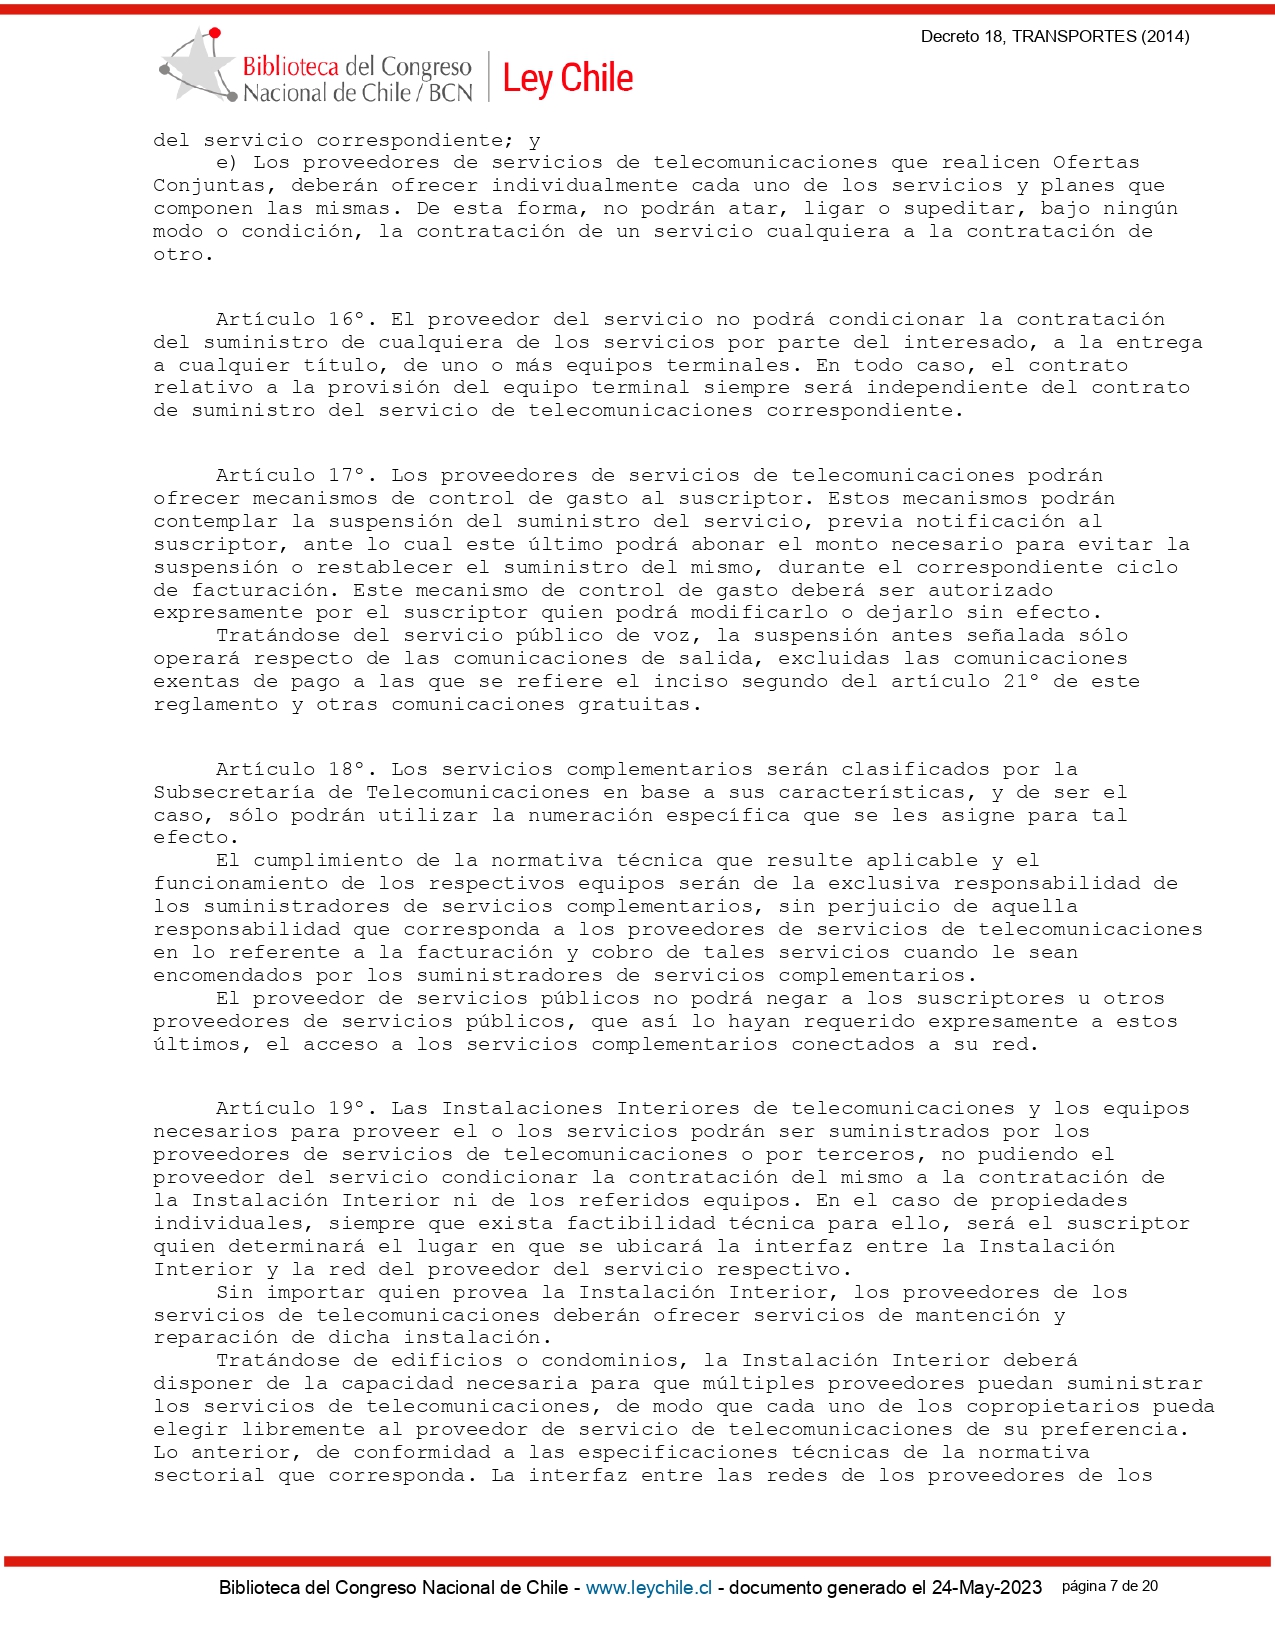 Decreto 18, TRANSPORTES (2014)
Biblioteca del Congreso
Nacional de Chile / BCN
Ley Chile
del servicio correspondiente; y
e) Los proveedores de servicios de telecomunicaciones que realicen Ofertas
Conjuntas, deberán ofrecer individualmente cada uno de los servicios y planes que
componen las mismas. De esta forma, no podrán atar, ligar o supeditar, bajo ningún
modo o condición, la contratación de un servicio cualquiera a la contratación de
otro.
Artículo 16º. El proveedor del servicio no podrá condicionar la contratación
del suministro de cualquiera de los servicios por parte del interesado, a la entrega
a cualquier título, de uno o más equipos terminales. En todo caso, el contrato
relativo a la provisión del equipo terminal siempre será independiente del contrato
de suministro del servicio de telecomunicaciones correspondiente.
Artículo 17º. Los proveedores de servicios de telecomunicaciones podrán
ofrecer mecanismos de control de gasto al suscriptor. Estos mecanismos podrán
contemplar la suspensión del suministro del servicio, previa notificación al
suscriptor, ante lo cual este último podrá abonar el monto necesario para evitar la
suspensión o restablecer el suministro del mismo, durante el correspondiente ciclo
de facturación. Este mecanismo de control de gasto deberá ser autorizado
expresamente por el suscriptor quien podrá modificarlo o dejarlo sin efecto.
Tratándose del servicio público de voz, la suspensión antes señalada sólo
operará respecto de las comunicaciones de salida, excluidas las comunicaciones
exentas de pago a las que se refiere el inciso segundo del artículo 21º de este
reglamento y otras comunicaciones gratuitas.
Artículo 18º. Los servicios complementarios serán clasificados por la
Subsecretaría de Telecomunicaciones en base a sus características, y de ser el
caso, sólo podrán utilizar la numeración específica que se les asigne para tal
efecto.
El cumplimiento de la normativa técnica que resulte aplicable y el
funcionamiento de los respectivos equipos serán de la exclusiva responsabilidad de
los suministradores de servicios complementarios, sin perjuicio de aquella
responsabilidad que corresponda a los proveedores de servicios de telecomunicaciones
en lo referente a la facturación y cobro de tales servicios cuando le sean
encomendados por los suministradores de servicios complementarios.
El proveedor de servicios públicos no podrá negar a los suscriptores u otros
proveedores de servicios públicos, que así lo hayan requerido expresamente a estos
últimos, el acceso a los servicios complementarios conectados a su red.
Artículo 19º. Las Instalaciones Interiores de telecomunicaciones y los equipos
necesarios para proveer el o los servicios podrán ser suministrados por los
proveedores de servicios de telecomunicaciones o por terceros, no pudiendo el
proveedor del servicio condicionar la contratación del mismo a la contratación de
la Instalación Interior ni de los referidos equipos. En el caso de propiedades
individuales, siempre que exista factibilidad técnica para ello, será el suscriptor
quien determinará el lugar en que se ubicará la interfaz entre la Instalación
Interior y la red del proveedor del servicio respectivo.
Sin importar quien provea la Instalación Interior, los proveedores de los
servicios de telecomunicaciones deberán ofrecer servicios de mantención y
reparación de dicha instalación.
Tratándose de edificios o condominios, la Instalación Interior deberá
disponer de la capacidad necesaria para que múltiples proveedores puedan suministrar
los servicios de telecomunicaciones, de modo que cada uno de los copropietarios pueda
elegir libremente al proveedor de servicio de telecomunicaciones de su preferencia.
Lo anterior, de conformidad a las especificaciones técnicas de la normativa
sectorial que corresponda. La interfaz entre las redes de los proveedores de los
Biblioteca del Congreso Nacional de Chile - www.leychile.cl - documento generado el 24-May-2023 página 7 de 20